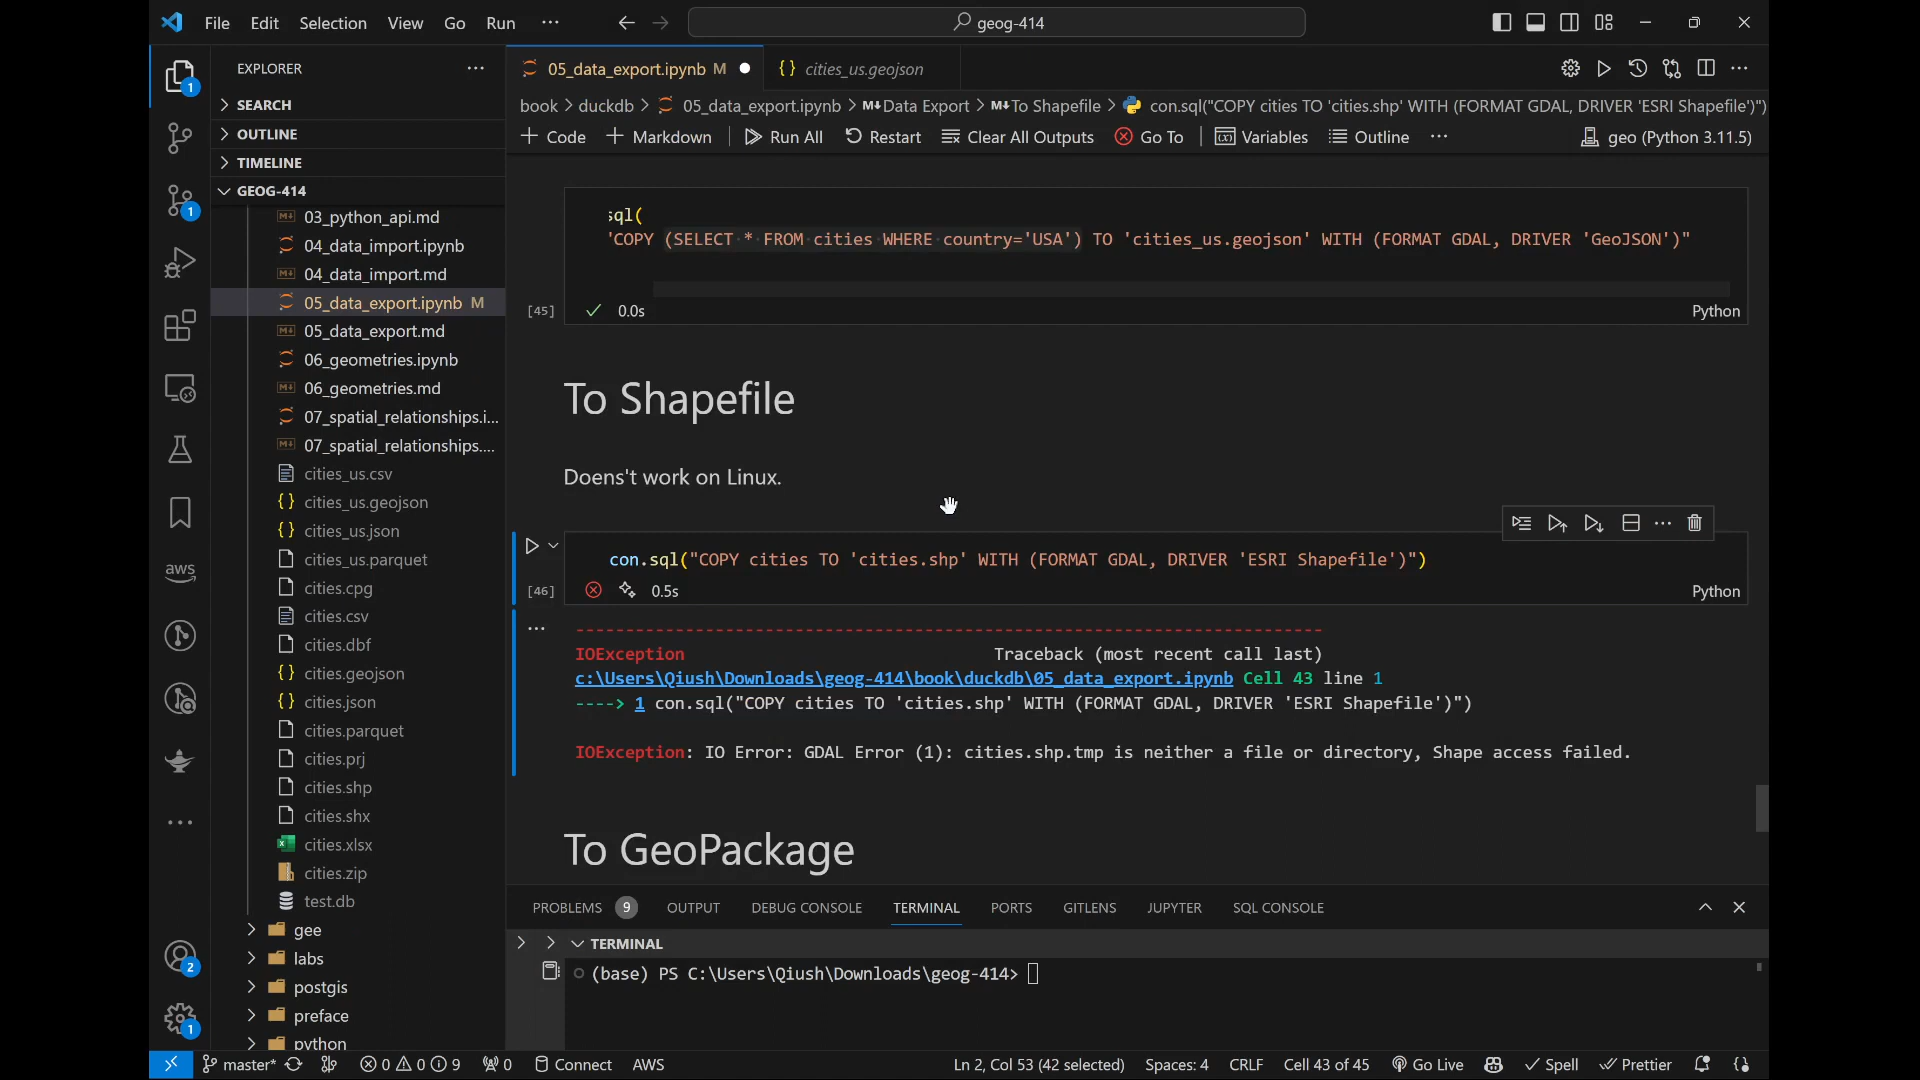 File Edit Selection View Go Run ···
geog-414
EXPLORER ···
SEARCH
OUTLINE
TIMELINE
GEOG-414
03_python_api.md
04_data_import.ipynb
04_data_import.md
05_data_export.ipynb M
05_data_export.md
06_geometries.ipynb
06_geometries.md
07_spatial_relationships.i...
07_spatial_relationships....
cities_us.csv
cities_us.geojson
cities_us.json
cities_us.parquet
cities.cpg
cities.csv
cities.dbf
cities.geojson
cities.json
cities.parquet
cities.prj
cities.shp
cities.shx
cities.xlsx
cities.zip
test.db
gee
labs
postgis
preface
python
1
1
aws
2
1
05_data_export.ipynb M
cities_us.geojson
book > duckdb > 05_data_export.ipynb > M↓Data Export > M↓To Shapefile > con.sql("COPY cities TO 'cities.shp' WITH (FORMAT GDAL, DRIVER 'ESRI Shapefile')")
+ Code + Markdown Run All Restart Clear All Outputs Go To Variables Outline ··· geo (Python 3.11.5)
sql(
"COPY (SELECT * FROM cities WHERE country='USA') TO 'cities_us.geojson' WITH (FORMAT GDAL, DRIVER 'GeoJSON')"
[45] 0.0s Python
To Shapefile
Doens't work on Linux.
con.sql("COPY cities TO 'cities.shp' WITH (FORMAT GDAL, DRIVER 'ESRI Shapefile')")
[46] 0.5s Python
---------------------------------------------------------------------------
IOException Traceback (most recent call last)
c:\Users\Qiush\Downloads\geog-414\book\duckdb\05_data_export.ipynb Cell 43 line 1
----> 1 con.sql("COPY cities TO 'cities.shp' WITH (FORMAT GDAL, DRIVER 'ESRI Shapefile')")
IOException: IO Error: GDAL Error (1): cities.shp.tmp is neither a file or directory, Shape access failed.
To GeoPackage
PROBLEMS 9 OUTPUT DEBUG CONSOLE TERMINAL PORTS GITLENS JUPYTER SQL CONSOLE
TERMINAL
(base) PS C:\Users\Qiush\Downloads\geog-414>
master* 0 0 9 0 Connect AWS Ln 2, Col 53 (42 selected) Spaces: 4 CRLF Cell 43 of 45 Go Live Spell Prettier